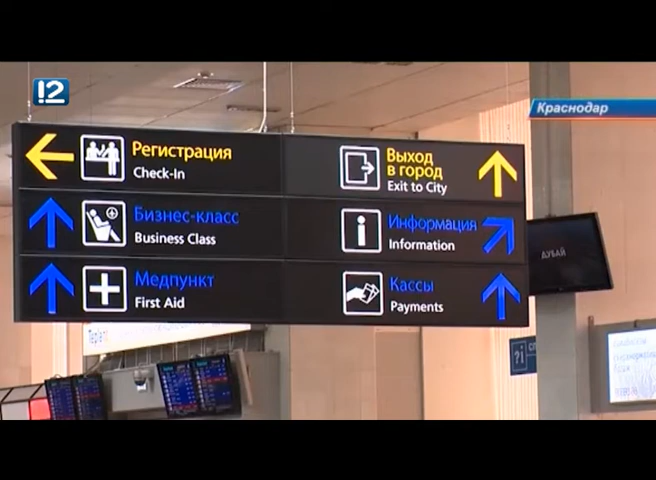 12
Краснодар
Регистрация
Check-In
Выход
в город
Exit to City
Бизнес-класс
Business Class
Информация
Information
Медпункт
First Aid
Кассы
Payments
ДУБАЙ